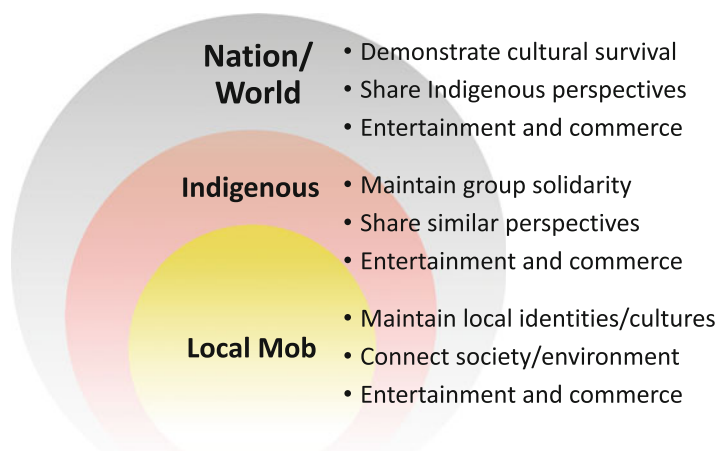 Nation/
World
• Demonstrate cultural survival
• Share Indigenous perspectives
• Entertainment and commerce
Indigenous
• Maintain group solidarity
• Share similar perspectives
• Entertainment and commerce
Local Mob
• Maintain local identities/cultures
• Connect society/environment
• Entertainment and commerce